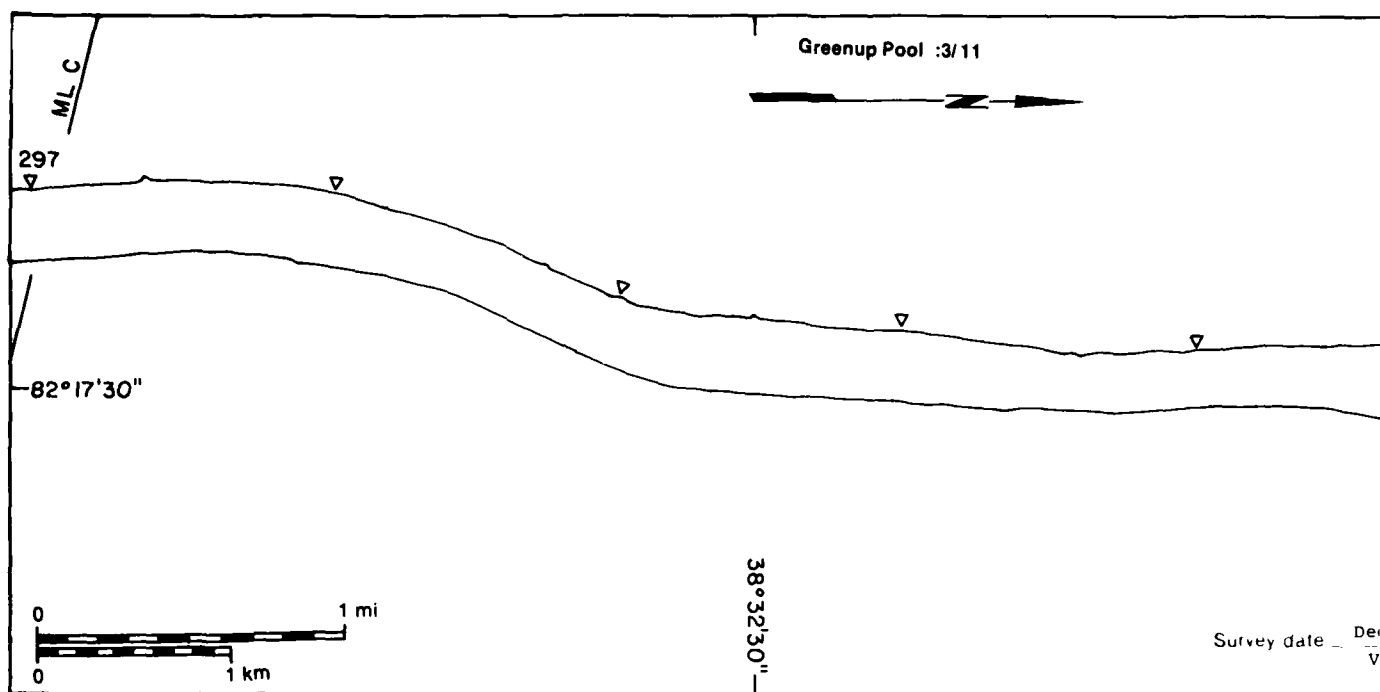 Greenup Pool :3/11
Z
ML C
297
82°17'30"
38°32'30"
0 1 mi
0 1 km
Survey date